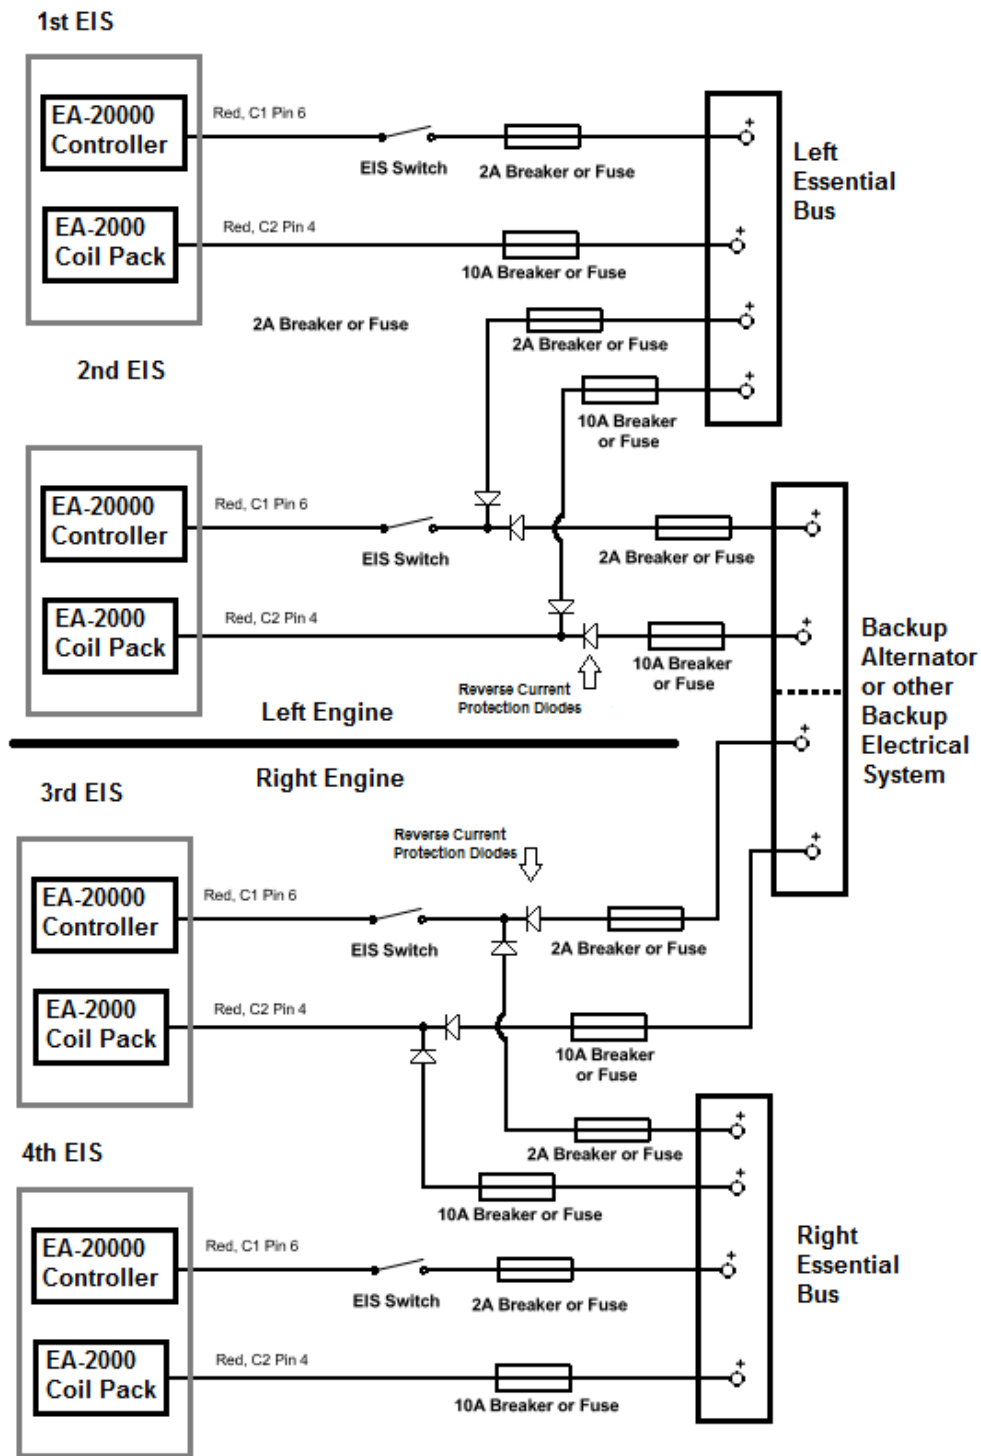 1st EIS
EA-20000
Controller
Red, C1 Pin 6
EIS Switch
2A Breaker or Fuse
+
Left
Essential
Bus
EA-2000
Coil Pack
Red, C2 Pin 4
10A Breaker or Fuse
+
2A Breaker or Fuse
2A Breaker or Fuse
+
2nd EIS
10A Breaker
or Fuse
+
EA-20000
Controller
Red, C1 Pin 6
EIS Switch
2A Breaker or Fuse
+
EA-2000
Coil Pack
Red, C2 Pin 4
10A Breaker
or Fuse
+
Reverse Current
Protection Diodes
Backup
Alternator
or other
Backup
Electrical
System
Left Engine
Right Engine
+
3rd EIS
Reverse Current
Protection Diodes
+
EA-20000
Controller
Red, C1 Pin 6
EIS Switch
2A Breaker or Fuse
EA-2000
Coil Pack
Red, C2 Pin 4
10A Breaker
or Fuse
2A Breaker or Fuse
+
4th EIS
10A Breaker or Fuse
+
EA-20000
Controller
Red, C1 Pin 6
EIS Switch
2A Breaker or Fuse
+
Right
Essential
Bus
EA-2000
Coil Pack
Red, C2 Pin 4
10A Breaker or Fuse
+